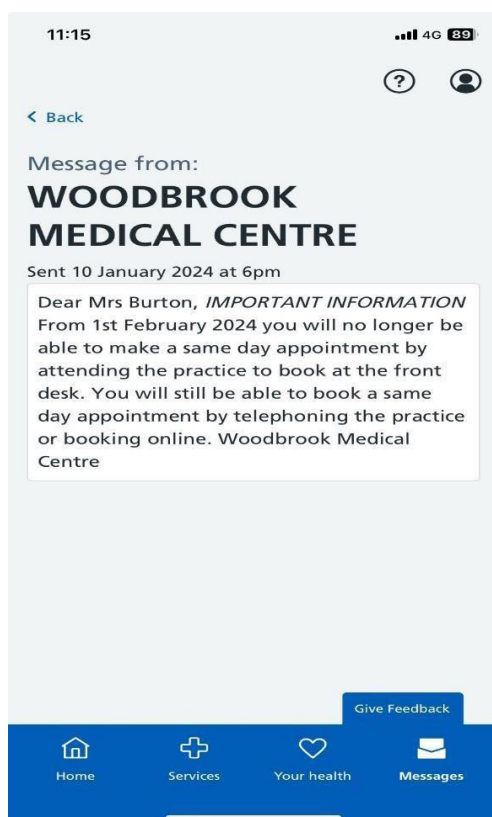 11:15
4G 89
?
Back
Message from:
WOODBROOK
MEDICAL CENTRE
Sent 10 January 2024 at 6pm
Dear Mrs Burton, IMPORTANT INFORMATION
From 1st February 2024 you will no longer be
able to make a same day appointment by
attending the practice to book at the front
desk. You will still be able to book a same
day appointment by telephoning the practice
or booking online. Woodbrook Medical
Centre
Give Feedback
Home Services Your health Messages